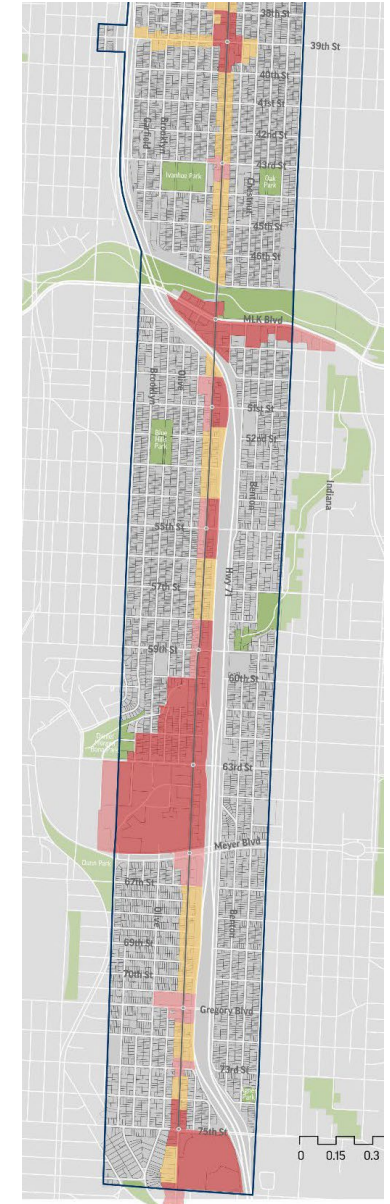 38th St
39th St
40th St
41st St
42nd St
43rd St
Brooklyn
Garfield
Ivanhoe Park
Chestnut
Oak
Park
45th St
46th St
MLK Blvd
Olive
Brooklyn
51st St
52nd St
Blue
Hills
Park
Benton
Indiana
55th St
57th St
Hwy 71
59th St
60th St
63rd St
Meyer Blvd
67th St
Olive
Benton
69th St
70th St
Gregory Blvd
73rd St
75th St
0 0.15 0.3